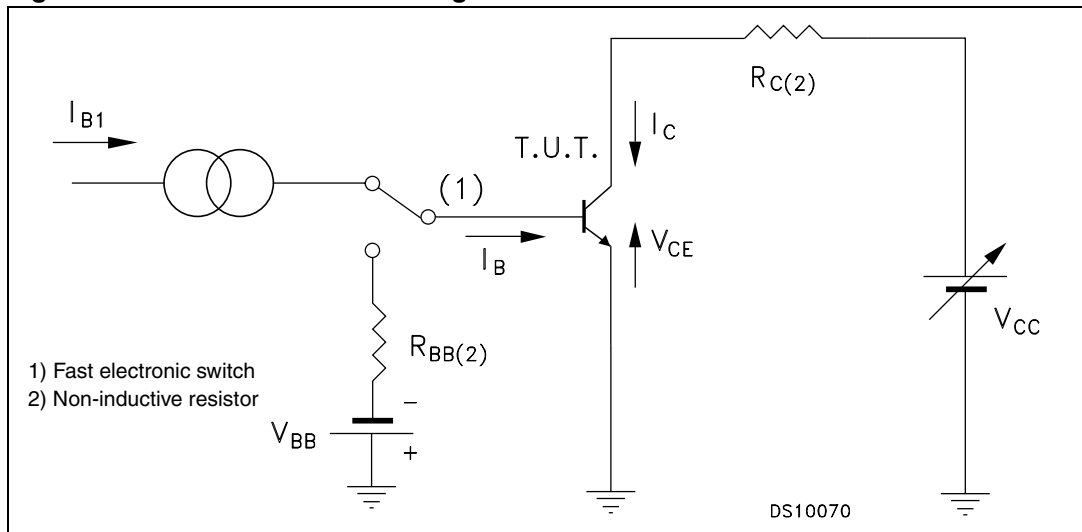 I_B1
R_C(2)
I_C
T.U.T.
(1)
V_CE
I_B
V_CC
R_BB(2)
1) Fast electronic switch
2) Non-inductive resistor
−
V_BB
+
DS10070